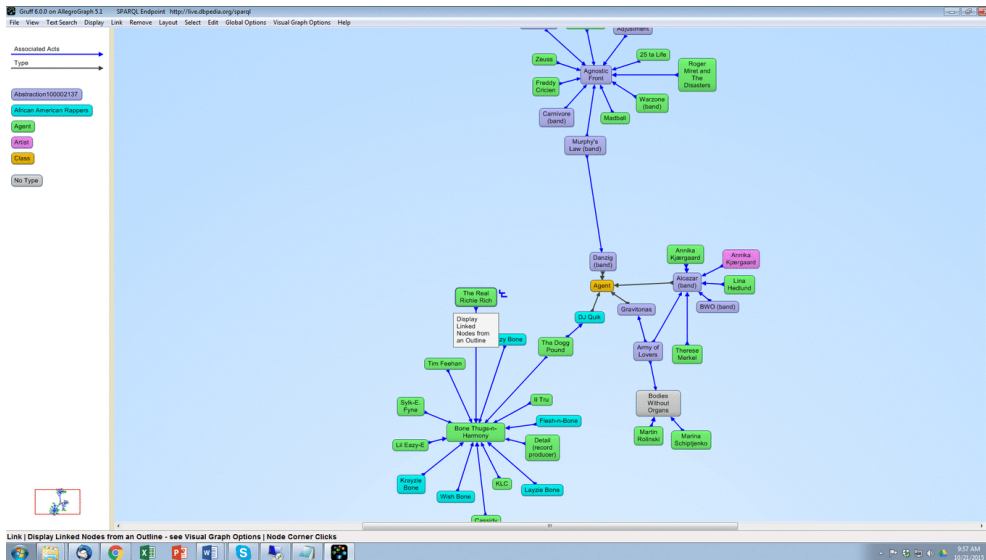 Gruff 6.0.0 on AllegroGraph 5.1 SPARQL Endpoint http://live.dbpedia.org/sparql
File View Text Search Display Link Remove Layout Select Edit Global Options Visual Graph Options Help
Associated Acts
Type
Abstraction100002137
African American Rappers
Agent
Artist
Class
No Type
Adjustment
Zeuss
25 ta Life
Agnostic
Front
Roger
Miret and
The
Disasters
Freddy
Cricien
Warzone
(band)
Carnivore
(band)
Madball
Murphy's
Law (band)
Danzig
(band)
Annika
Kjærgaard
Annika
Kjærgaard
Agent
Alcazar
(band)
Lina
Hedlund
The Real
Richie Rich
BWO (band)
Gravitonas
DJ Quik
Display
Linked
Nodes from
an Outline
zy Bone
The Dogg
Pound
Army of
Lovers
Therese
Merkel
Tim Feehan
Bodies
Without
Organs
Sylk-E.
Fyne
II Tru
Flesh-n-Bone
Bone Thugs-n-
Harmony
Martin
Rolinski
Marina
Schiptjenko
Lil Eazy-E
Detail
(record
producer)
Krayzie
Bone
KLC
Layzie Bone
Wish Bone
Cassidy
Link | Display Linked Nodes from an Outline - see Visual Graph Options | Node Corner Clicks
9:57 AM
10/21/2015